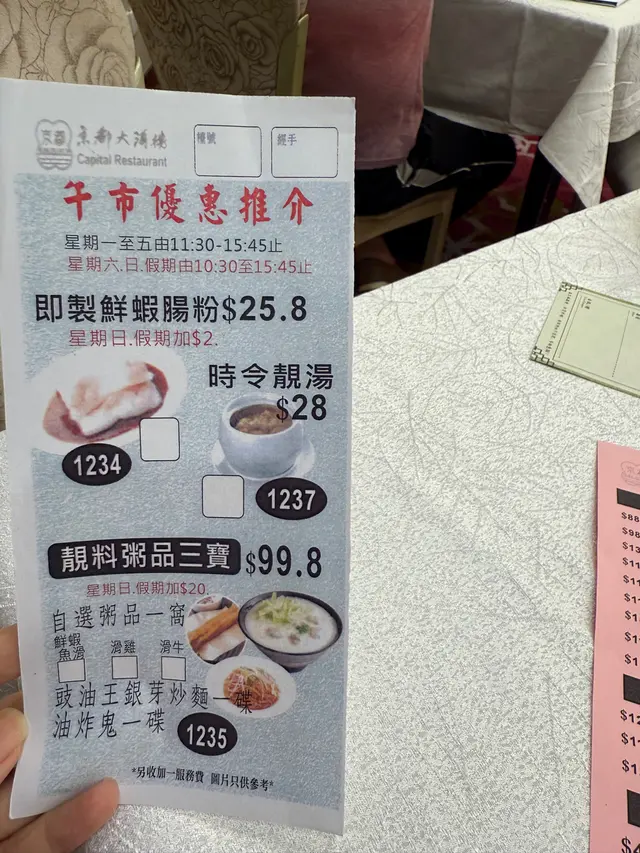 京都大酒樓
Capital Restaurant
檯號
經手
午市優惠推介
星期一至五由11:30-15:45止
星期六.日.假期由10:30至15:45止
即製鮮蝦腸粉$25.8
星期日.假期加$2.
時令靚湯
$28
1234
1237
靚料粥品三寶 $99.8
星期日.假期加$20.
自選粥品一窩
鮮蝦魚滑 滑雞 滑牛
豉油王銀芽炒麵一碟
油炸鬼一碟
1235
*另收加一服務費 圖片只供參考*